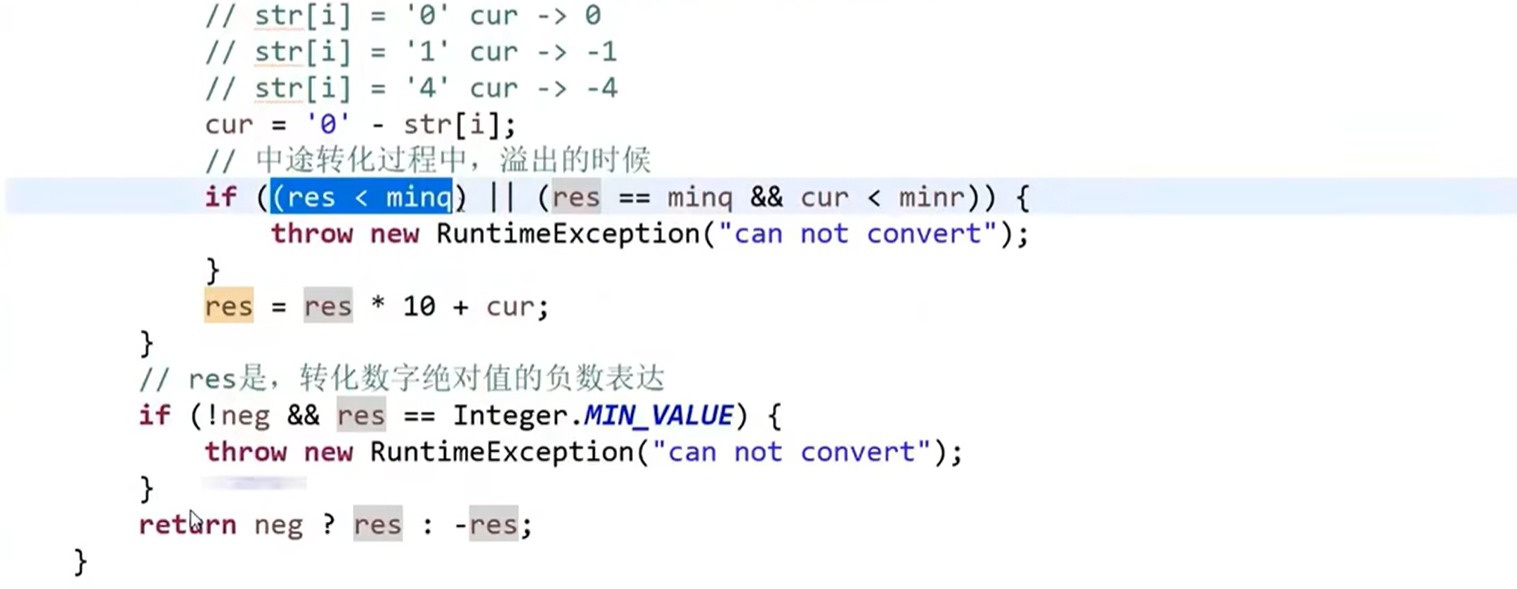 // str[i] = '0' cur -> 0
// str[i] = '1' cur -> -1
// str[i] = '4' cur -> -4
cur = '0' - str[i];
// 中途转化过程中，溢出的时候
if ((res < minq) || (res == minq && cur < minr)) {
throw new RuntimeException("can not convert");
}
res = res * 10 + cur;
}
// res是，转化数字绝对值的负数表达
if (!neg && res == Integer.MIN_VALUE) {
throw new RuntimeException("can not convert");
}
return neg ? res : -res;
}